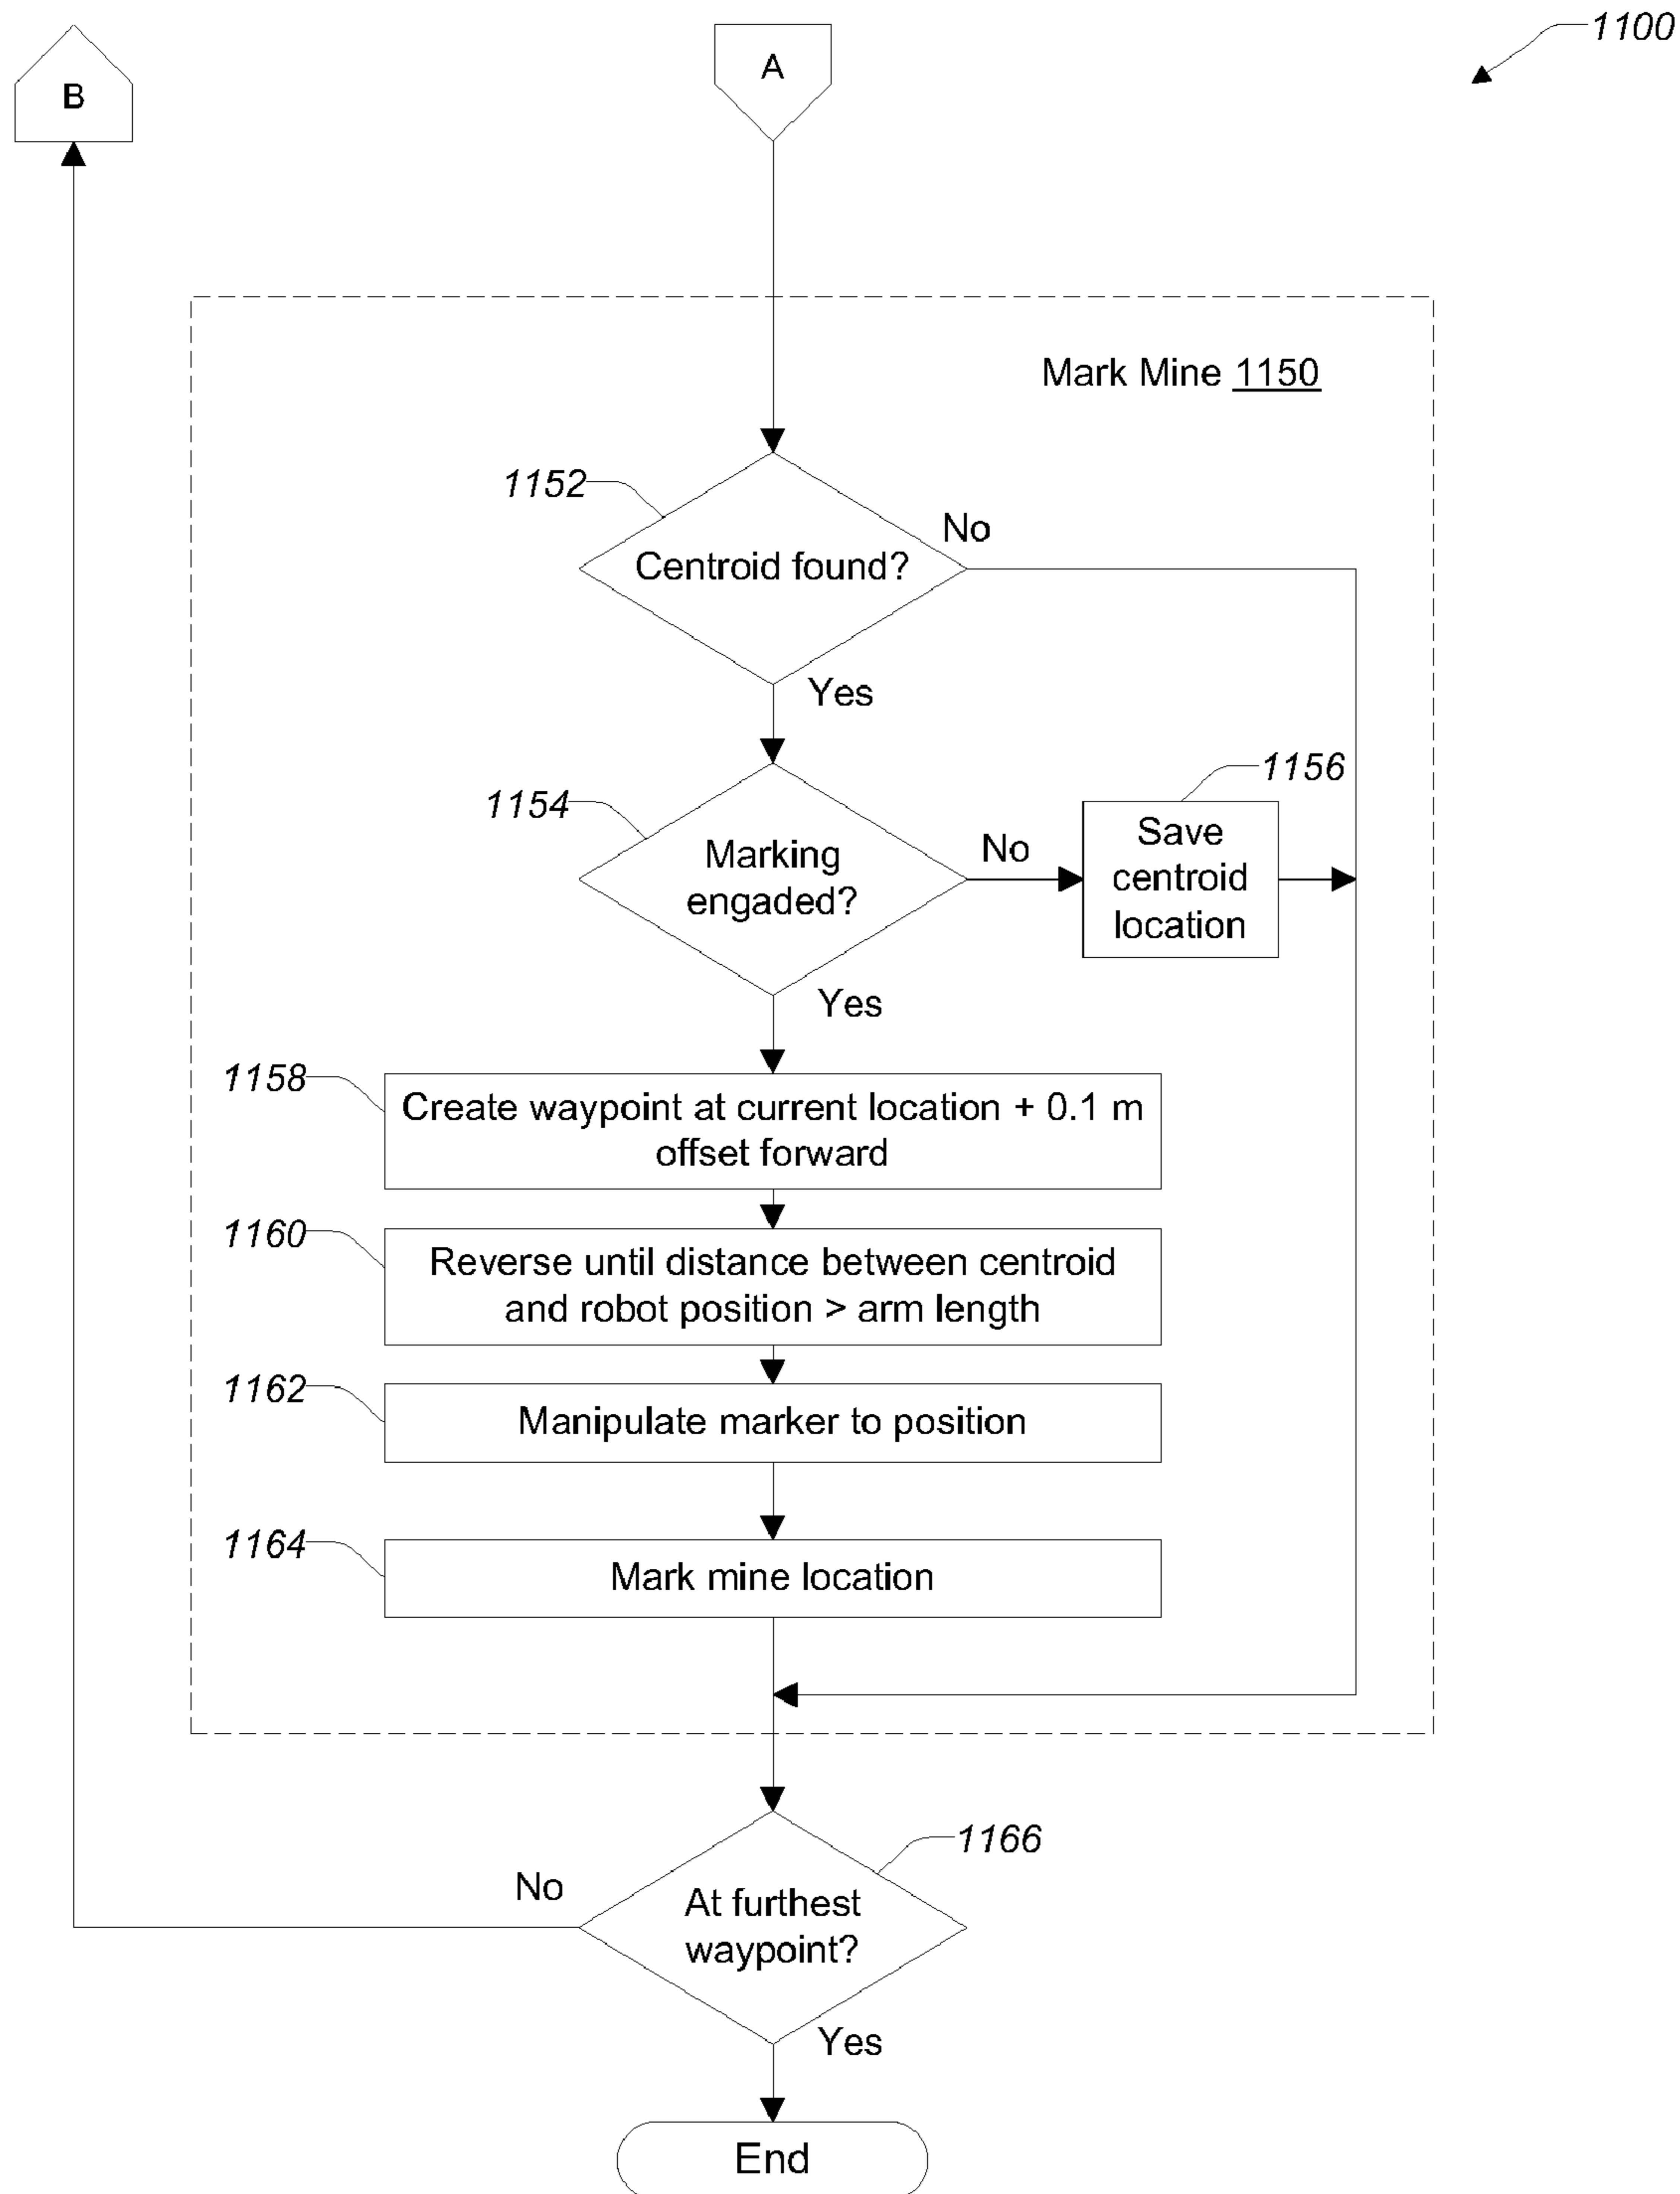 1100
B
A
Mark Mine 1150
1152
No
Centroid found?
Yes
1154
1156
Marking
engaded?
No
Save
centroid
location
Yes
1158
Create waypoint at current location + 0.1 m
offset forward
1160
Reverse until distance between centroid
and robot position > arm length
1162
Manipulate marker to position
1164
Mark mine location
1166
No
At furthest
waypoint?
Yes
End